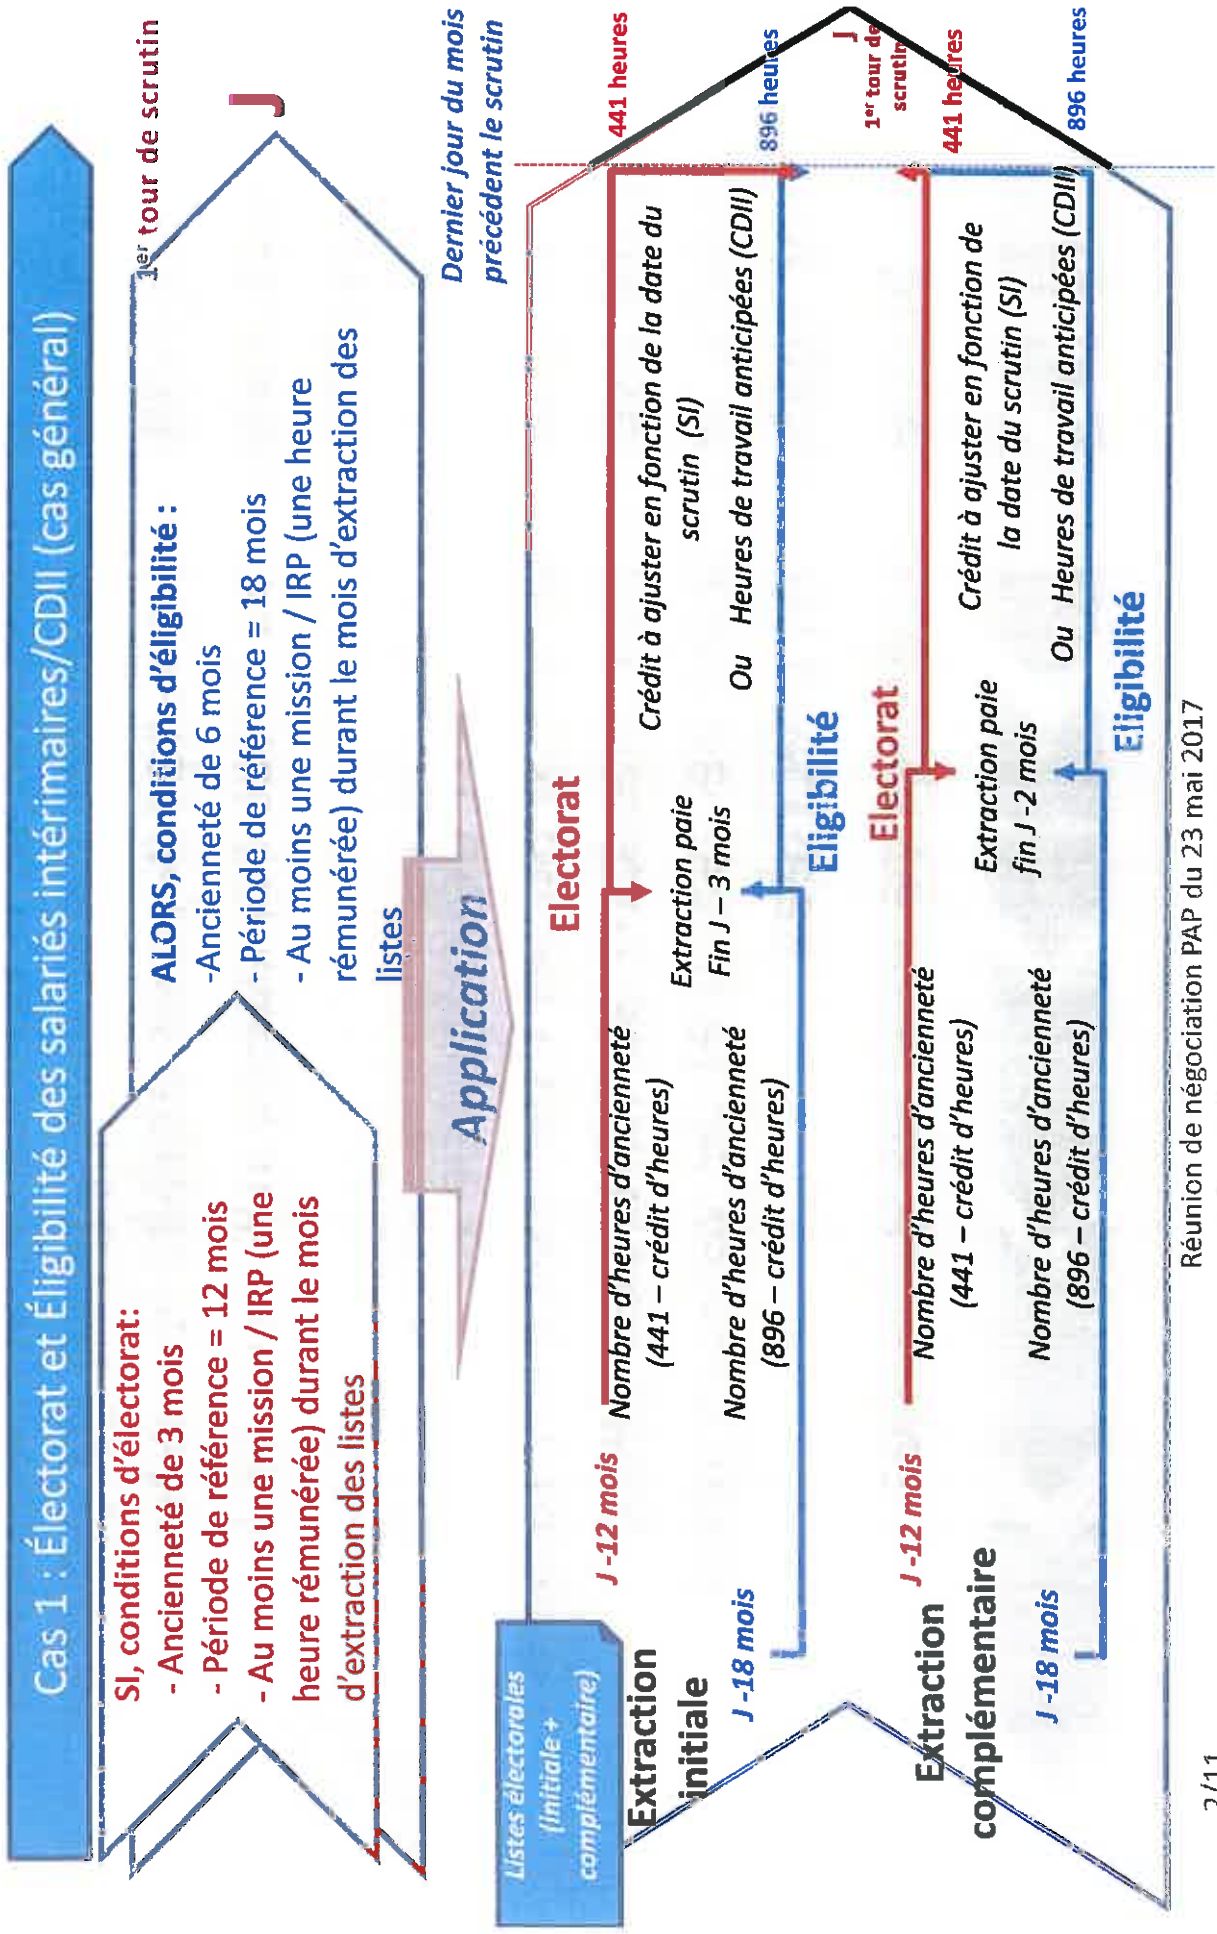 Cas 1 : Électorat et Éligibilité des salariés intérimaires/CDII (cas général)
1er tour de scrutin
J
SI, conditions d'électorat:
- Ancienneté de 3 mois
- Période de référence = 12 mois
- Au moins une mission / IRP (une
heure rémunérée) durant le mois
d'extraction des listes
ALORS, conditions d'éligibilité :
-Ancienneté de 6 mois
- Période de référence = 18 mois
- Au moins une mission / IRP (une heure
rémunérée) durant le mois d'extraction des
listes
Application
Dernier jour du mois
précédent le scrutin
Listes électorales
(Initiale+
complémentaire)
Extraction
initiale
J -12 mois
Electorat
441 heures
Nombre d'heures d'ancienneté
(441 – crédit d'heures)
Extraction paie
Fin J – 3 mois
Crédit à ajuster en fonction de la date du
scrutin (SI)
Ou Heures de travail anticipées (CDII)
Nombre d'heures d'ancienneté
(896 – crédit d'heures)
J -18 mois
Eligibilité
896 heures
J
1er tour de
scrutin
Extraction
complémentaire
J -12 mois
Electorat
441 heures
Nombre d'heures d'ancienneté
(441 – crédit d'heures)
Extraction paie
fin J -2 mois
Crédit à ajuster en fonction de
la date du scrutin (SI)
Ou Heures de travail anticipées (CDII)
Nombre d'heures d'ancienneté
(896 – crédit d'heures)
J -18 mois
Eligibilité
896 heures
Réunion de négociation PAP du 23 mai 2017
2/11